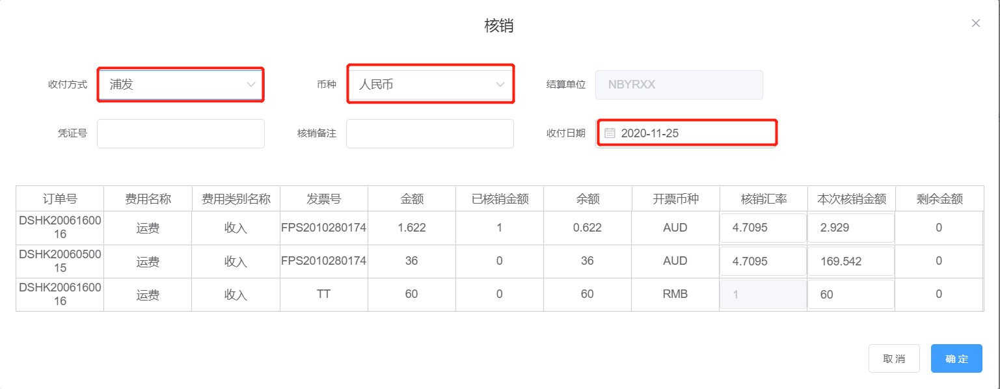 核销
收付方式 浦发 币种 人民币 结算单位 NBYRXX
凭证号 核销备注 收付日期 2020-11-25
订单号 费用名称 费用类别名称 发票号 金额 已核销金额 余额 开票币种 核销汇率 本次核销金额 剩余金额
DSHK20061600
16 运费 收入 FPS2010280174 1.622 1 0.622 AUD 4.7095 2.929 0
DSHK20060500
15 运费 收入 FPS2010280174 36 0 36 AUD 4.7095 169.542 0
DSHK20061600
16 运费 收入 TT 60 0 60 RMB 1 60 0
取消 确定